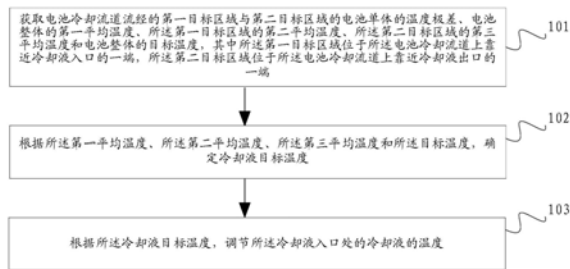 获取电池冷却流道流经的第一目标区域与第二目标区域的电池单体的温度极差、电池
整体的第一平均温度、所述第一目标区域的第二平均温度、所述第二目标区域的第三
平均温度和电池整体的目标温度，其中所述第一目标区域位于所述电池冷却流道上靠
近冷却液入口的一端，所述第二目标区域位于所述电池冷却流道上靠近冷却液出口的
一端
101
根据所述第一平均温度、所述第二平均温度、所述第三平均温度和所述目标温度，确
定冷却液目标温度
102
根据所述冷却液目标温度，调节所述冷却液入口处的冷却液的温度
103